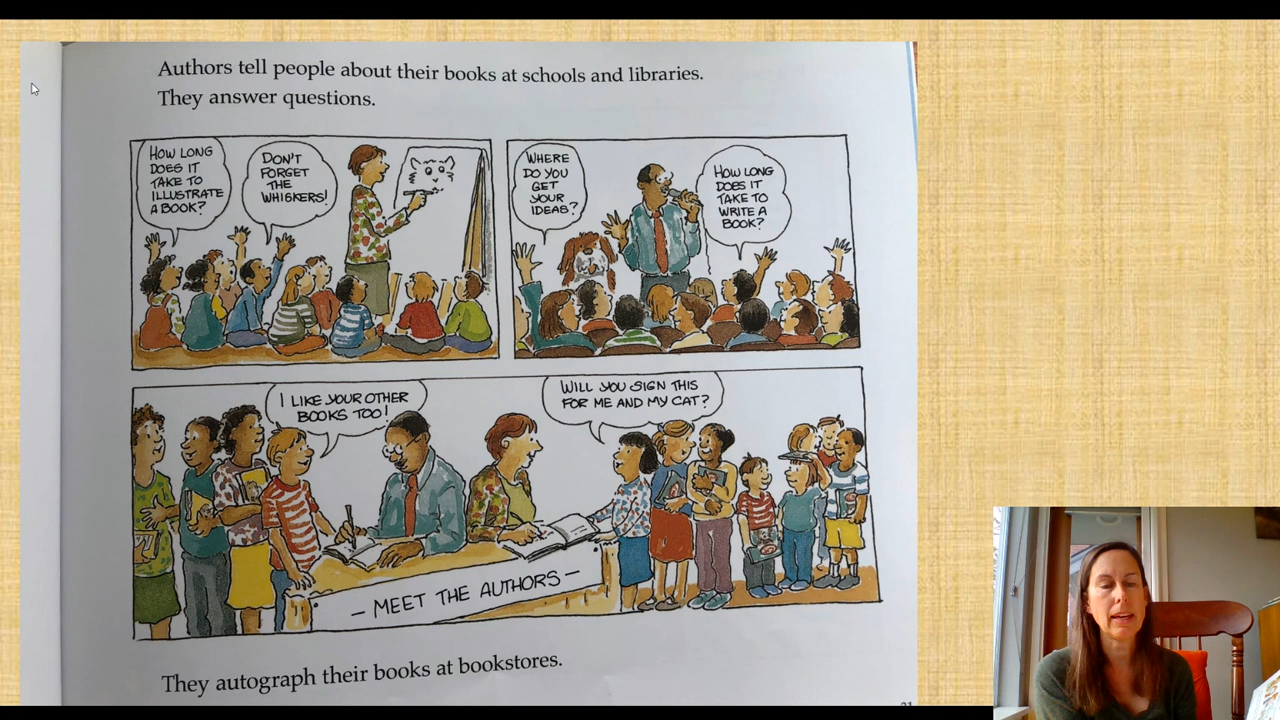 Authors tell people about their books at schools and libraries.
They answer questions.
HOW LONG
DOES IT
TAKE TO
ILLUSTRATE
A BOOK?
DON'T
FORGET
THE
WHISKERS!
WHERE
DO YOU
GET
YOUR
IDEAS?
HOW LONG
DOES IT
TAKE TO
WRITE A
BOOK?
I LIKE YOUR OTHER
BOOKS TOO!
WILL YOU SIGN THIS
FOR ME AND MY CAT?
- MEET THE AUTHORS -
They autograph their books at bookstores.